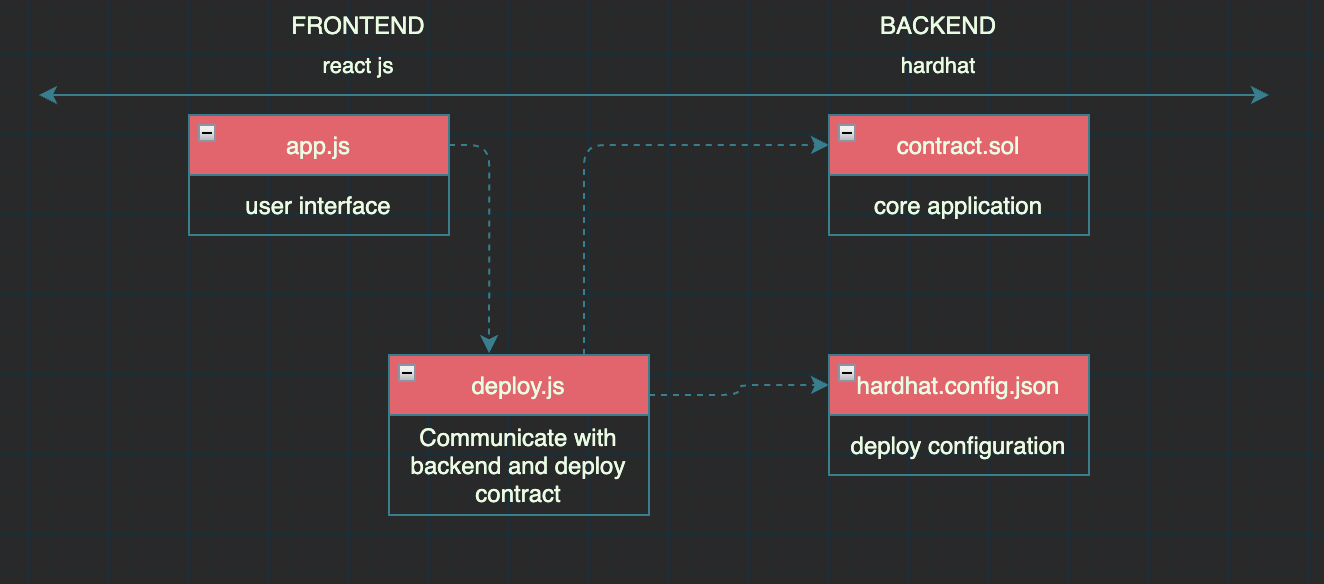 FRONTEND
BACKEND
react js
hardhat
app.js
user interface
contract.sol
core application
deploy.js
Communicate with
backend and deploy
contract
hardhat.config.json
deploy configuration